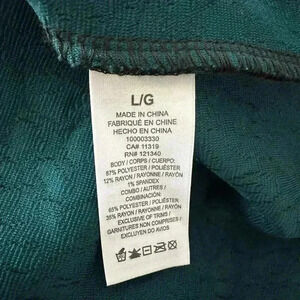 L/G
MADE IN CHINA
FABRIQUÉ EN CHINE
HECHO EN CHINA
100003330
CA# 11319
RN# 121340
BODY / CORPS / CUERPO:
87% POLYESTER / POLIÉSTER
12% RAYON / RAYONNE / RAYÓN
1% SPANDEX
COMBO / AUTRES /
COMBINACIÓN:
65% POLYESTER / POLIÉSTER
35% RAYON / RAYONNE / RAYÓN
EXCLUSIVE OF TRIMS /
GARNITURES NON COMPRISES /
EXCLUYEN DO AVIOS